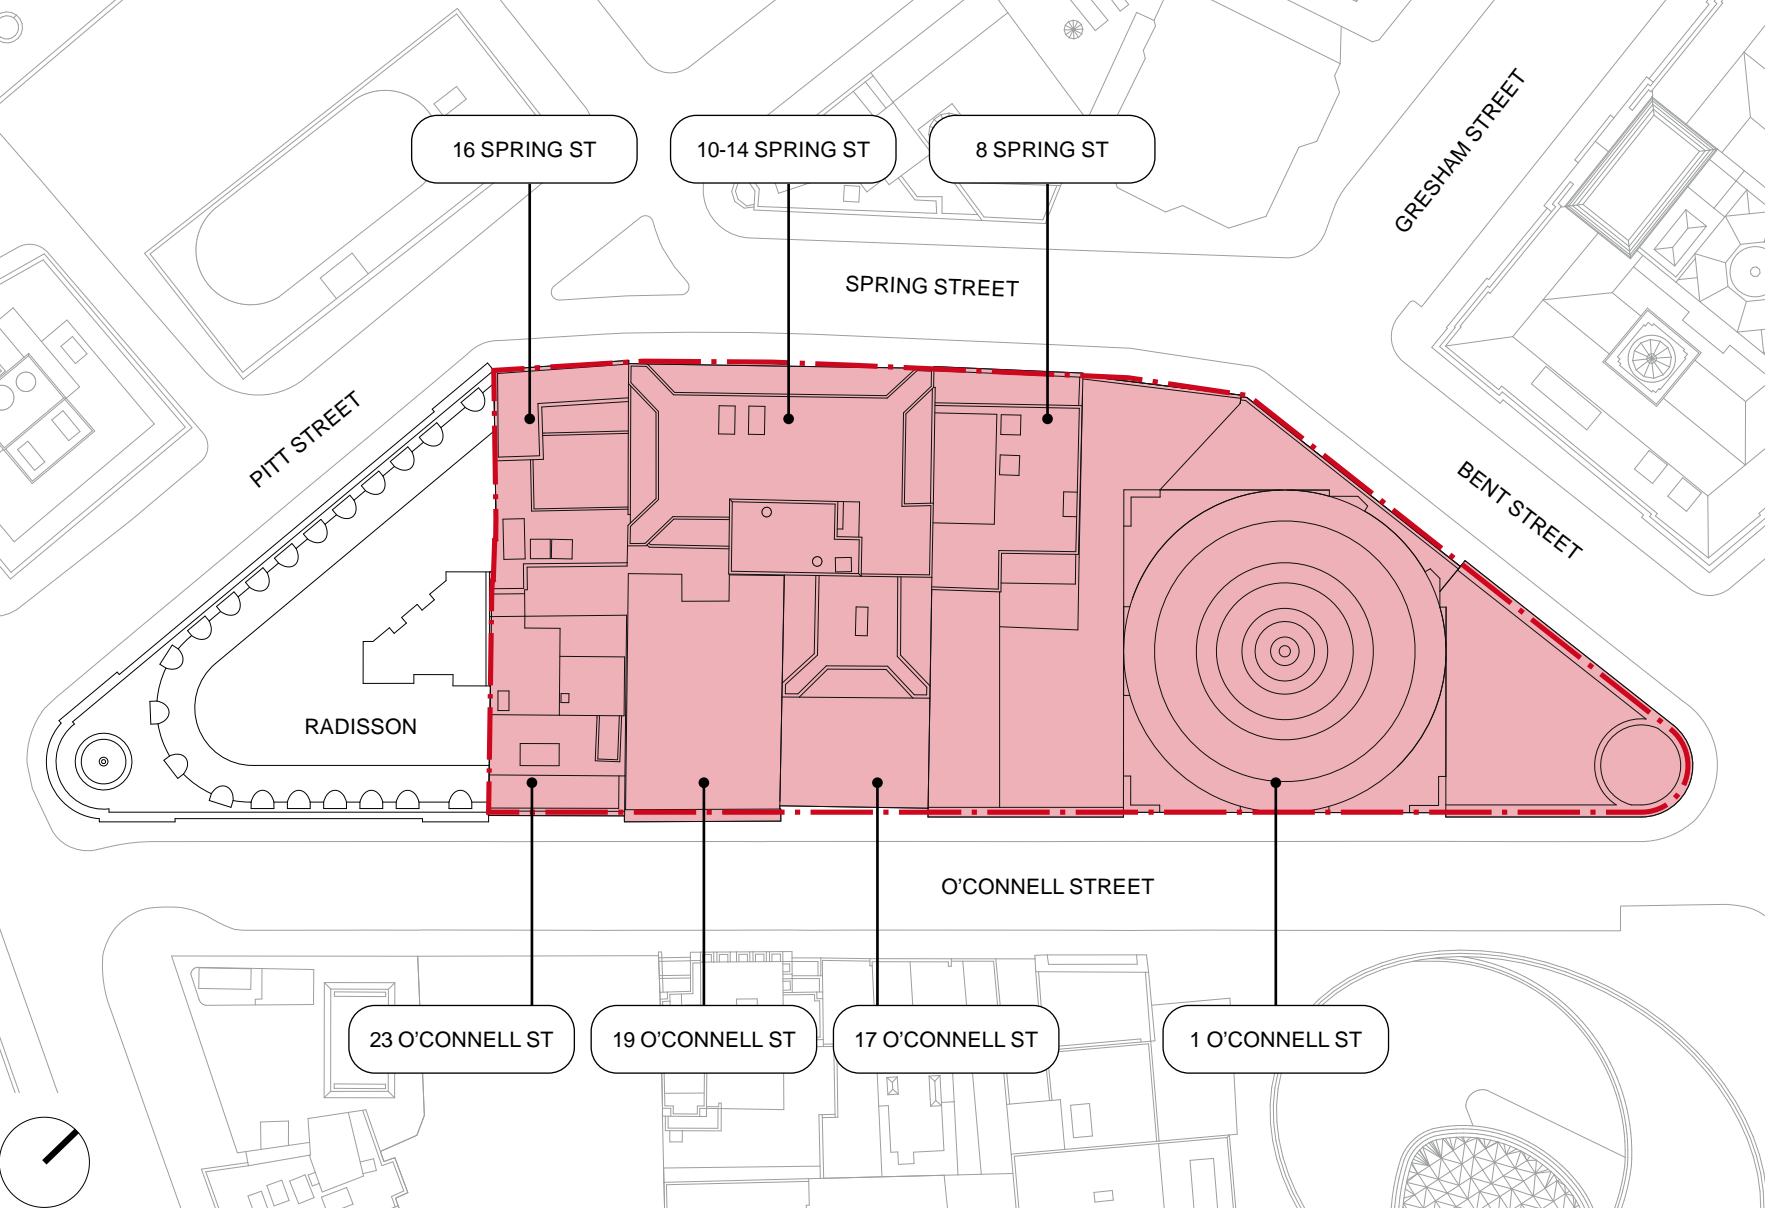 16 SPRING ST
10-14 SPRING ST
8 SPRING ST
GRESHAM STREET
SPRING STREET
PITT STREET
BENT STREET
RADISSON
O’CONNELL STREET
23 O’CONNELL ST
19 O’CONNELL ST
17 O’CONNELL ST
1 O’CONNELL ST